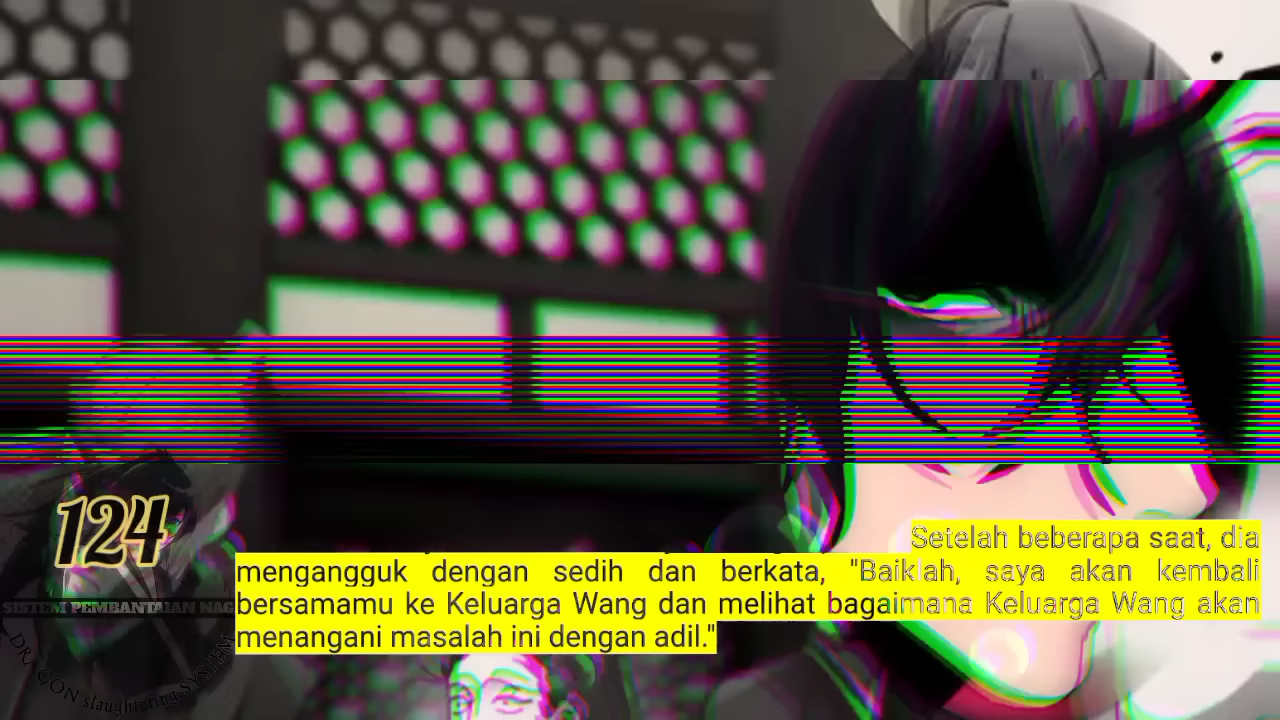 124
SISTEM PEMBANTAIAN NAG
DRAGON slaughtering SYSTEM
Setelah beberapa saat, dia
mengangguk dengan sedih dan berkata, "Baiklah, saya akan kembali
bersamamu ke Keluarga Wang dan melihat bagaimana Keluarga Wang akan
menangani masalah ini dengan adil."